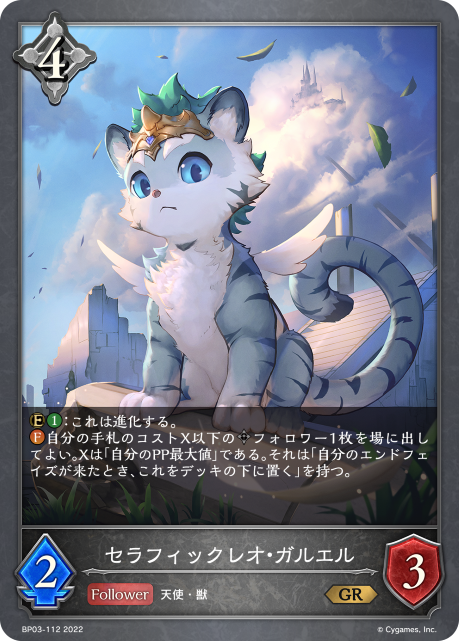 4
E 1:これは進化する。
F 自分の手札のコストX以下のフォロワー1枚を場に出し
てよい。Xは「自分のPP最大値」である。それは「自分のエンドフェ
イズが来たとき、これをデッキの下に置く」を持つ。
セラフィックレオ・ガルエル
2
Follower 天使・獣
GR
3
BP03-112 2022
© Cygames, Inc.